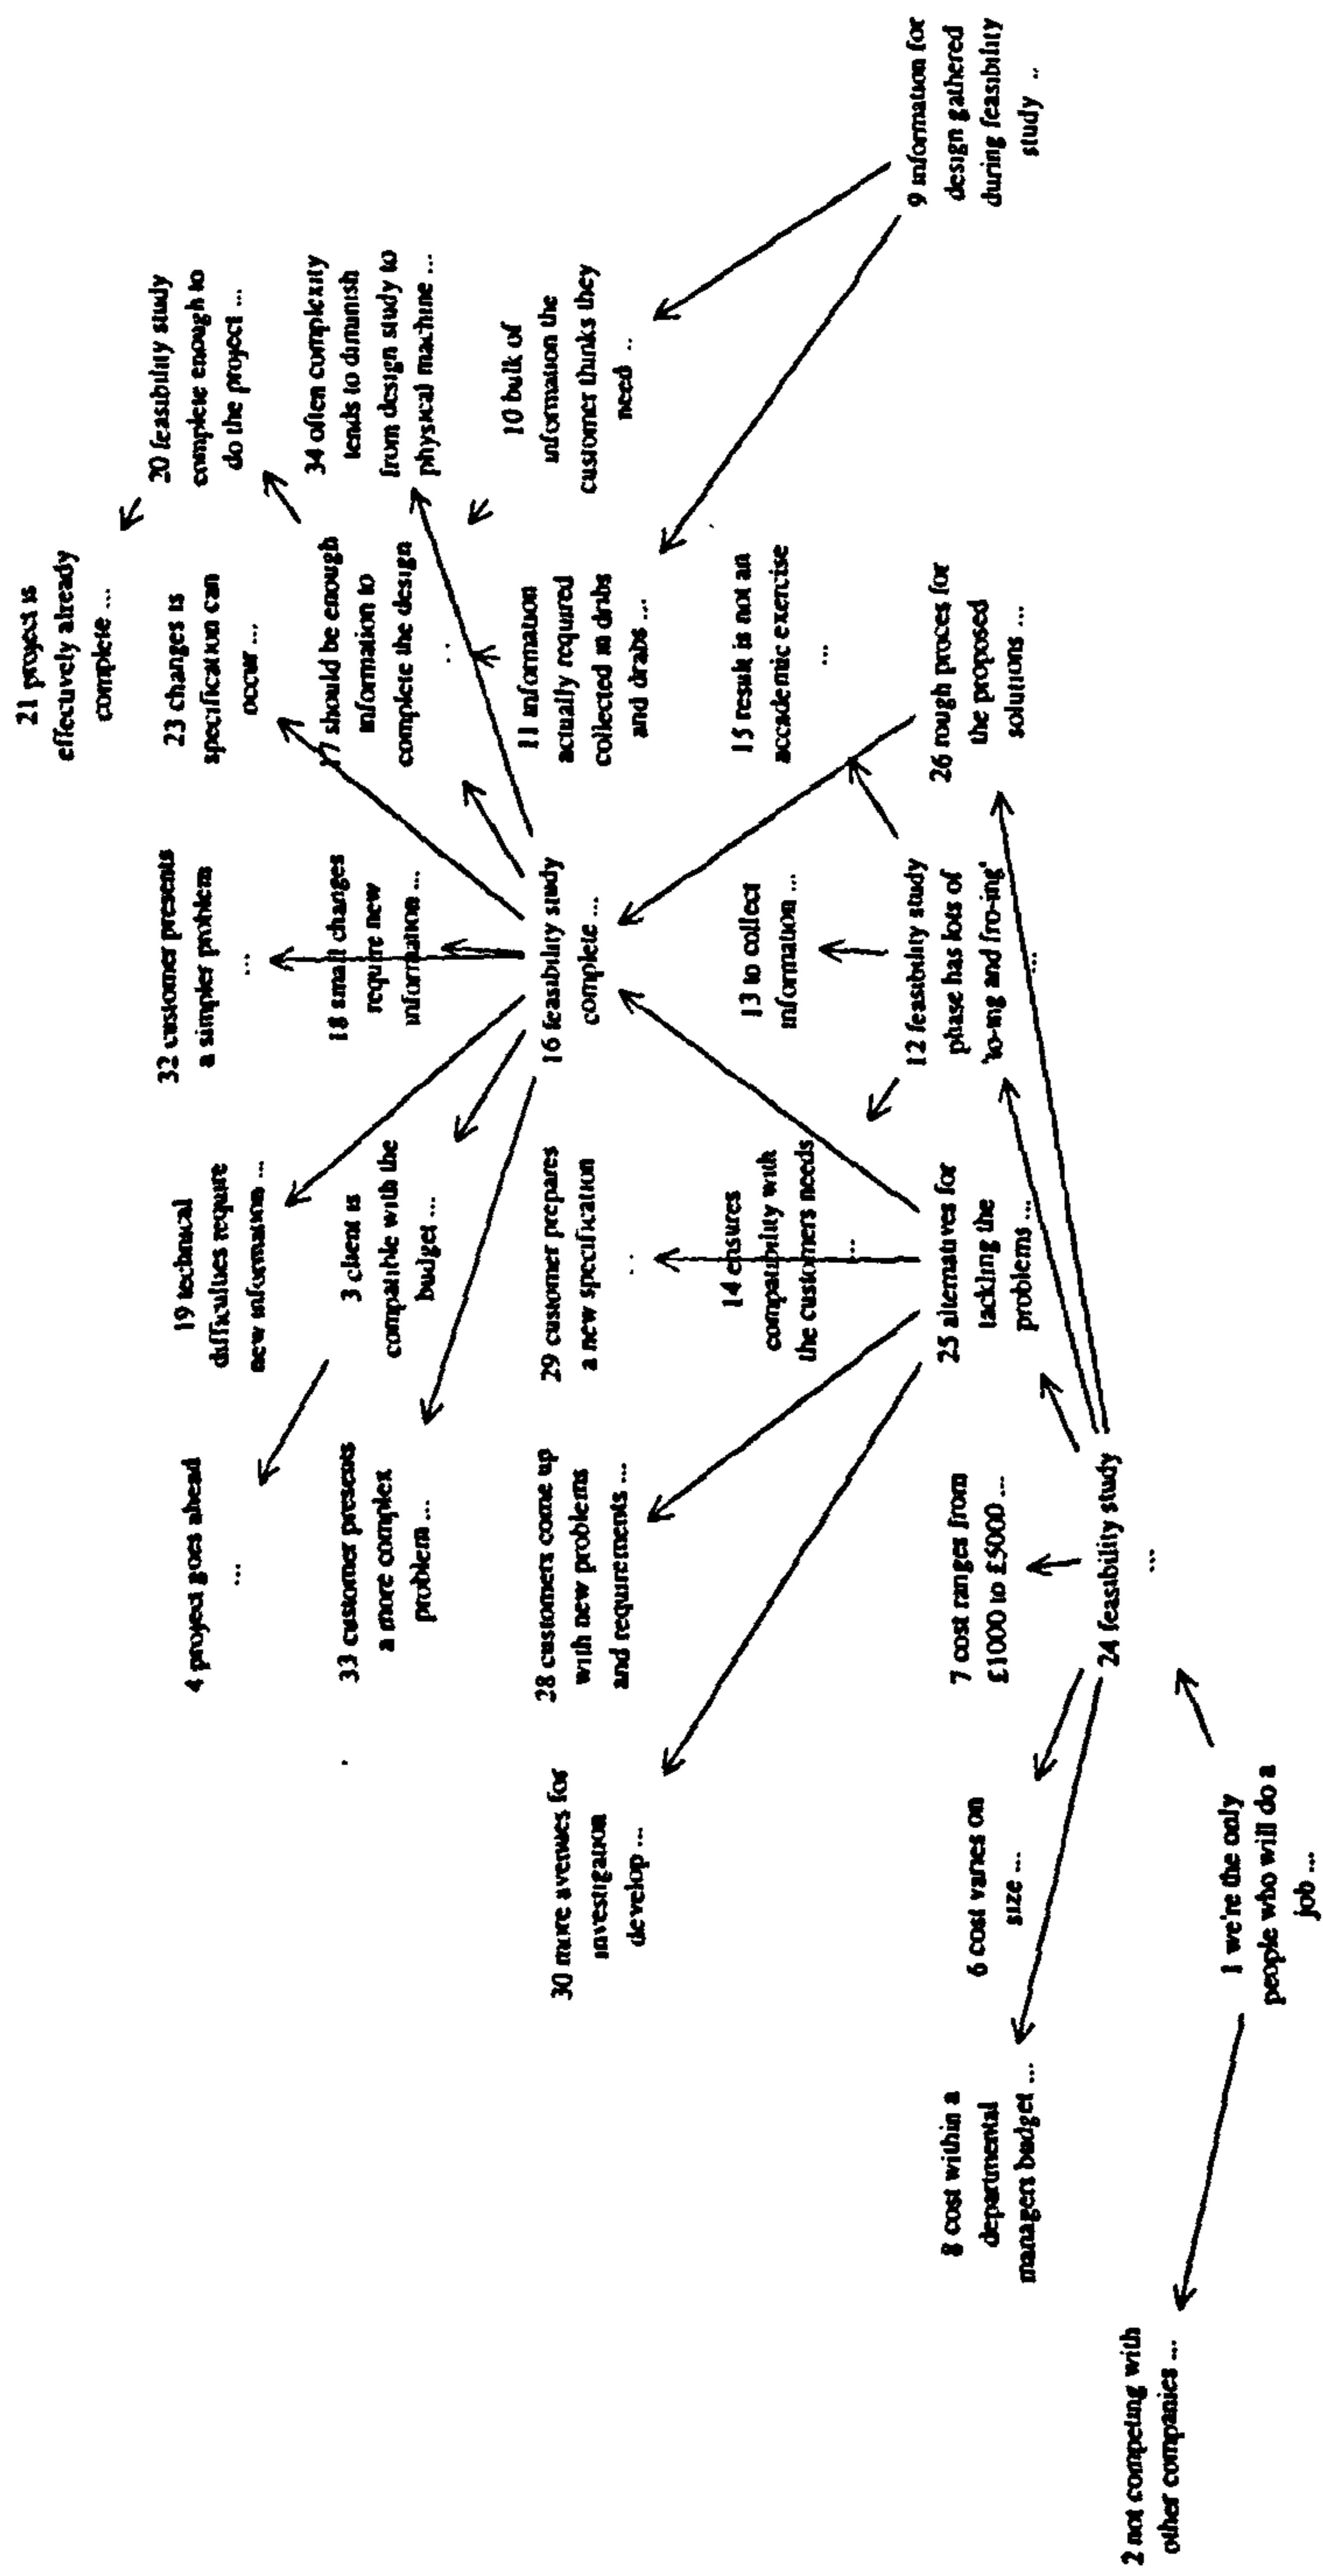 21 project is
effectively already
complete ...
4 project goes ahead
...
19 technical
difficulties require
new information ...
32 customer presents
a simpler problem
...
23 changes is
specification can
occur ...
20 feasibility study
complete enough to
do the project ...
33 customer presents
a more complex
problem ...
3 client is
compatible with the
budget ...
18 small changes
require new
information ...
17 should be enough
information to
complete the design
..
34 often complexity
tends to diminish
from design study to
physical machine ...
30 more avenues for
investigation
develop ...
28 customers come up
with new problems
and requirements ...
29 customer prepares
a new specification
..
16 feasibility study
complete ...
11 information
actually required
collected in dribs
and drabs ...
10 bulk of
information the
customer thinks they
need ..
14 ensures
compatibility with
the customers needs
...
13 to collect
information ...
15 result is not an
accademic exercise
...
8 cost within a
departmental
managers budget ...
6 cost varies on
size ...
7 cost ranges from
£1000 to £5000 ...
25 alternatives for
tackling the
problems ...
12 feasibility study
phase has lots of
'to-ing and fro-ing'
...
26 rough proces for
the proposed
solutions ...
9 information for
design gathered
during feasibility
study ..
2 not competing with
other companies ...
24 feasibility study
...
1 we're the only
people who will do a
job ...